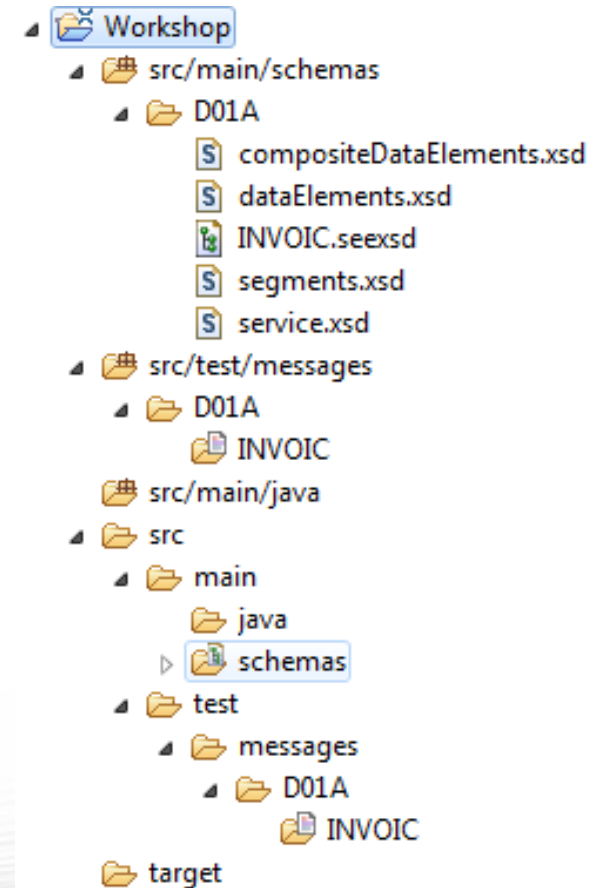 Workshop
src/main/schemas
D01A
compositeDataElements.xsd
dataElements.xsd
INVOIC.seexsd
segments.xsd
service.xsd
src/test/messages
D01A
INVOIC
src/main/java
src
main
java
schemas
test
messages
D01A
INVOIC
target